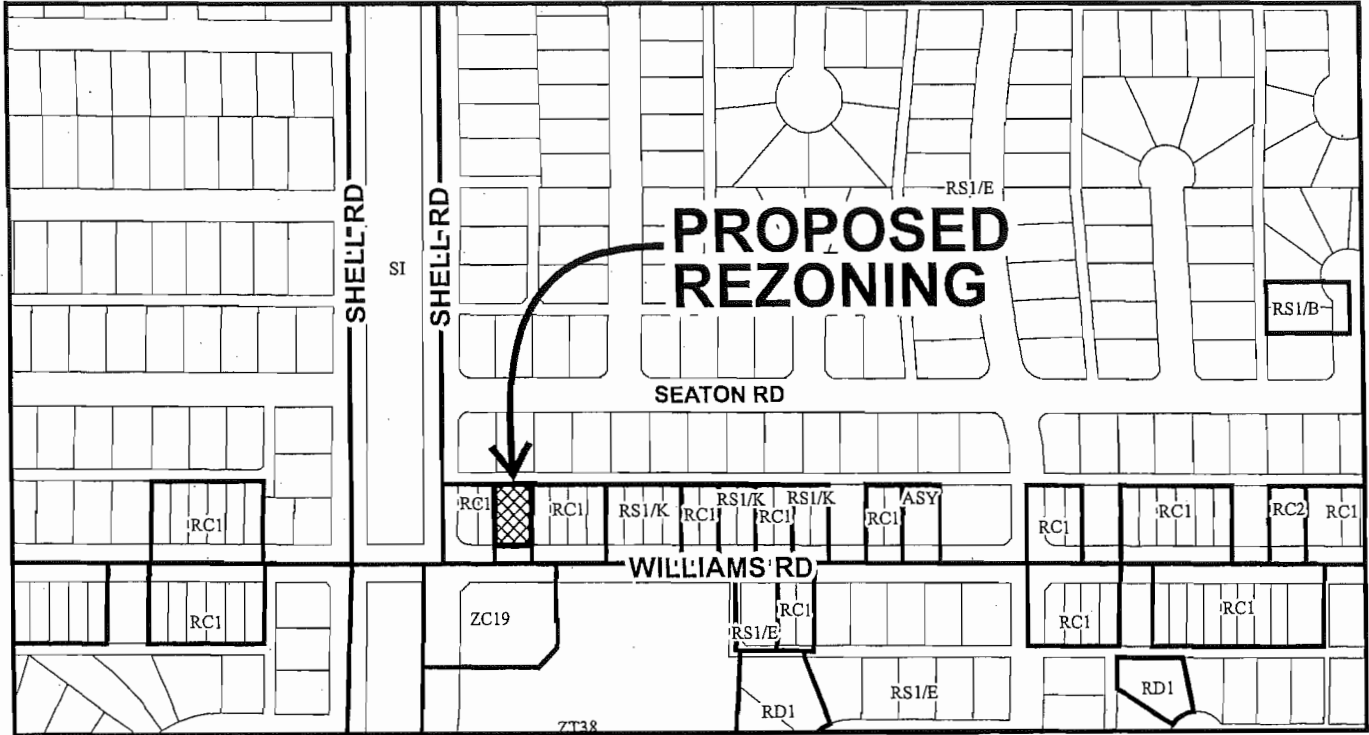 RS1/E
PROPOSED
REZONING
SHELL RD
SI
SHELL RD
RS1/B
SEATON RD
RC1
RC1
RC1
RS1/K
RC1
RS1/K
RC1
RS1/K
RC1
ASY
RC1
RC1
RC2
RC1
WILLIAMS RD
RC1
ZC19
RS1/E
RC1
RC1
RC1
RS1/E
RD1
RD1
ZT38